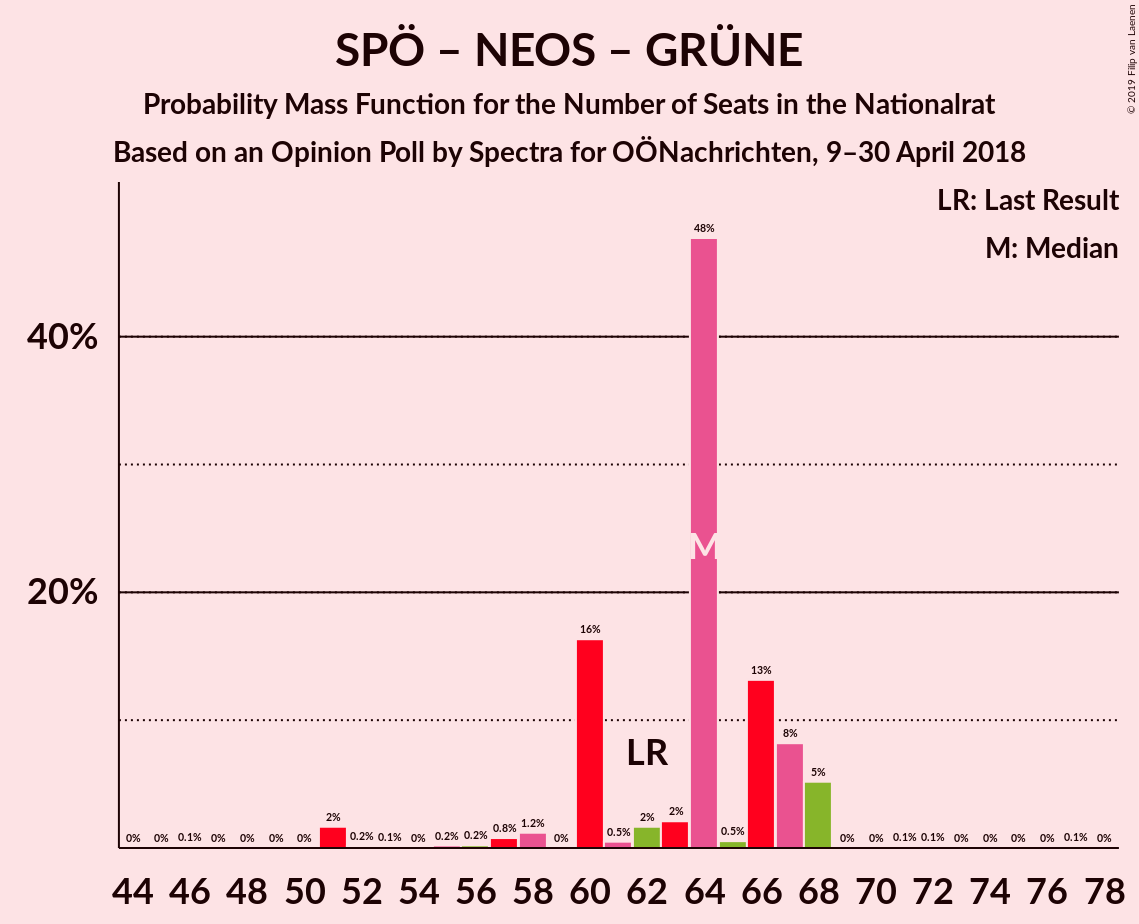 SPÖ – NEOS – GRÜNE
Probability Mass Function for the Number of Seats in the Nationalrat
Based on an Opinion Poll by Spectra for OÖNachrichten, 9–30 April 2018
© 2019 Filip van Laenen
LR: Last Result
M: Median
40%
20%
0% 0% 0.1% 0% 0% 0% 0% 2% 0.2% 0.1% 0% 0.2% 0.2% 0.8% 1.2% 0% 16% 0.5% 2% 2% 48% 0.5% 13% 8% 5% 0% 0% 0.1% 0.1% 0% 0% 0% 0% 0.1% 0%
LR
M
44 46 48 50 52 54 56 58 60 62 64 66 68 70 72 74 76 78